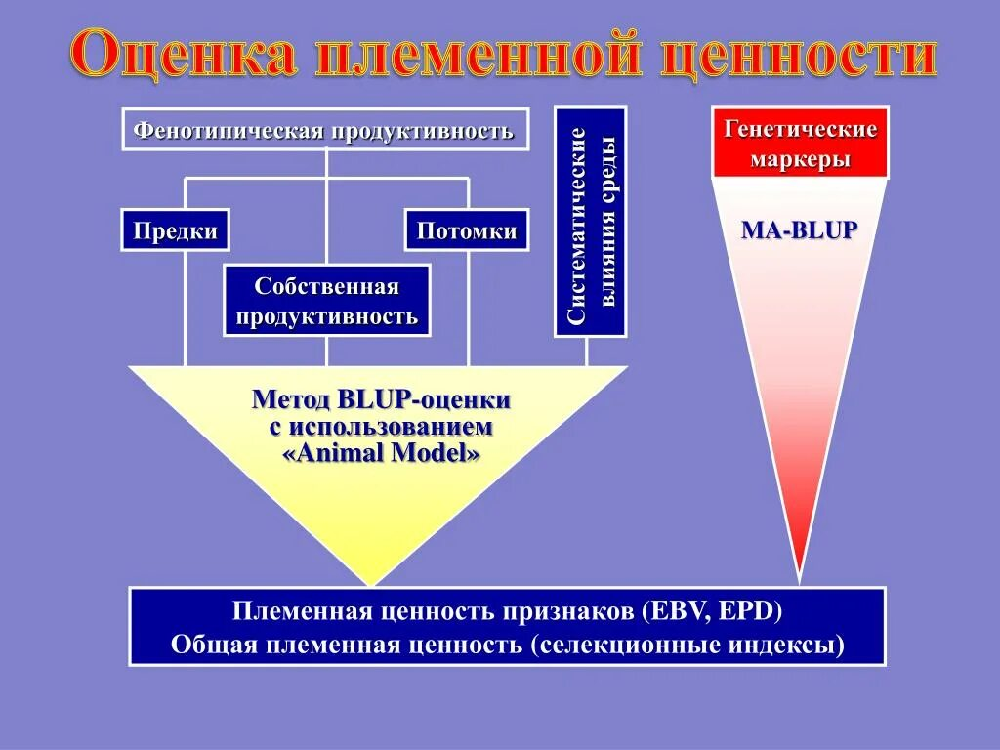 Оценка племенной ценности
Фенотипическая продуктивность
Предки
Потомки
Собственная
продуктивность
Систематические
влияния среды
Генетические
маркеры
MA-BLUP
Метод BLUP-оценки
с использованием
«Animal Model»
Племенная ценность признаков (EBV, EPD)
Общая племенная ценность (селекционные индексы)